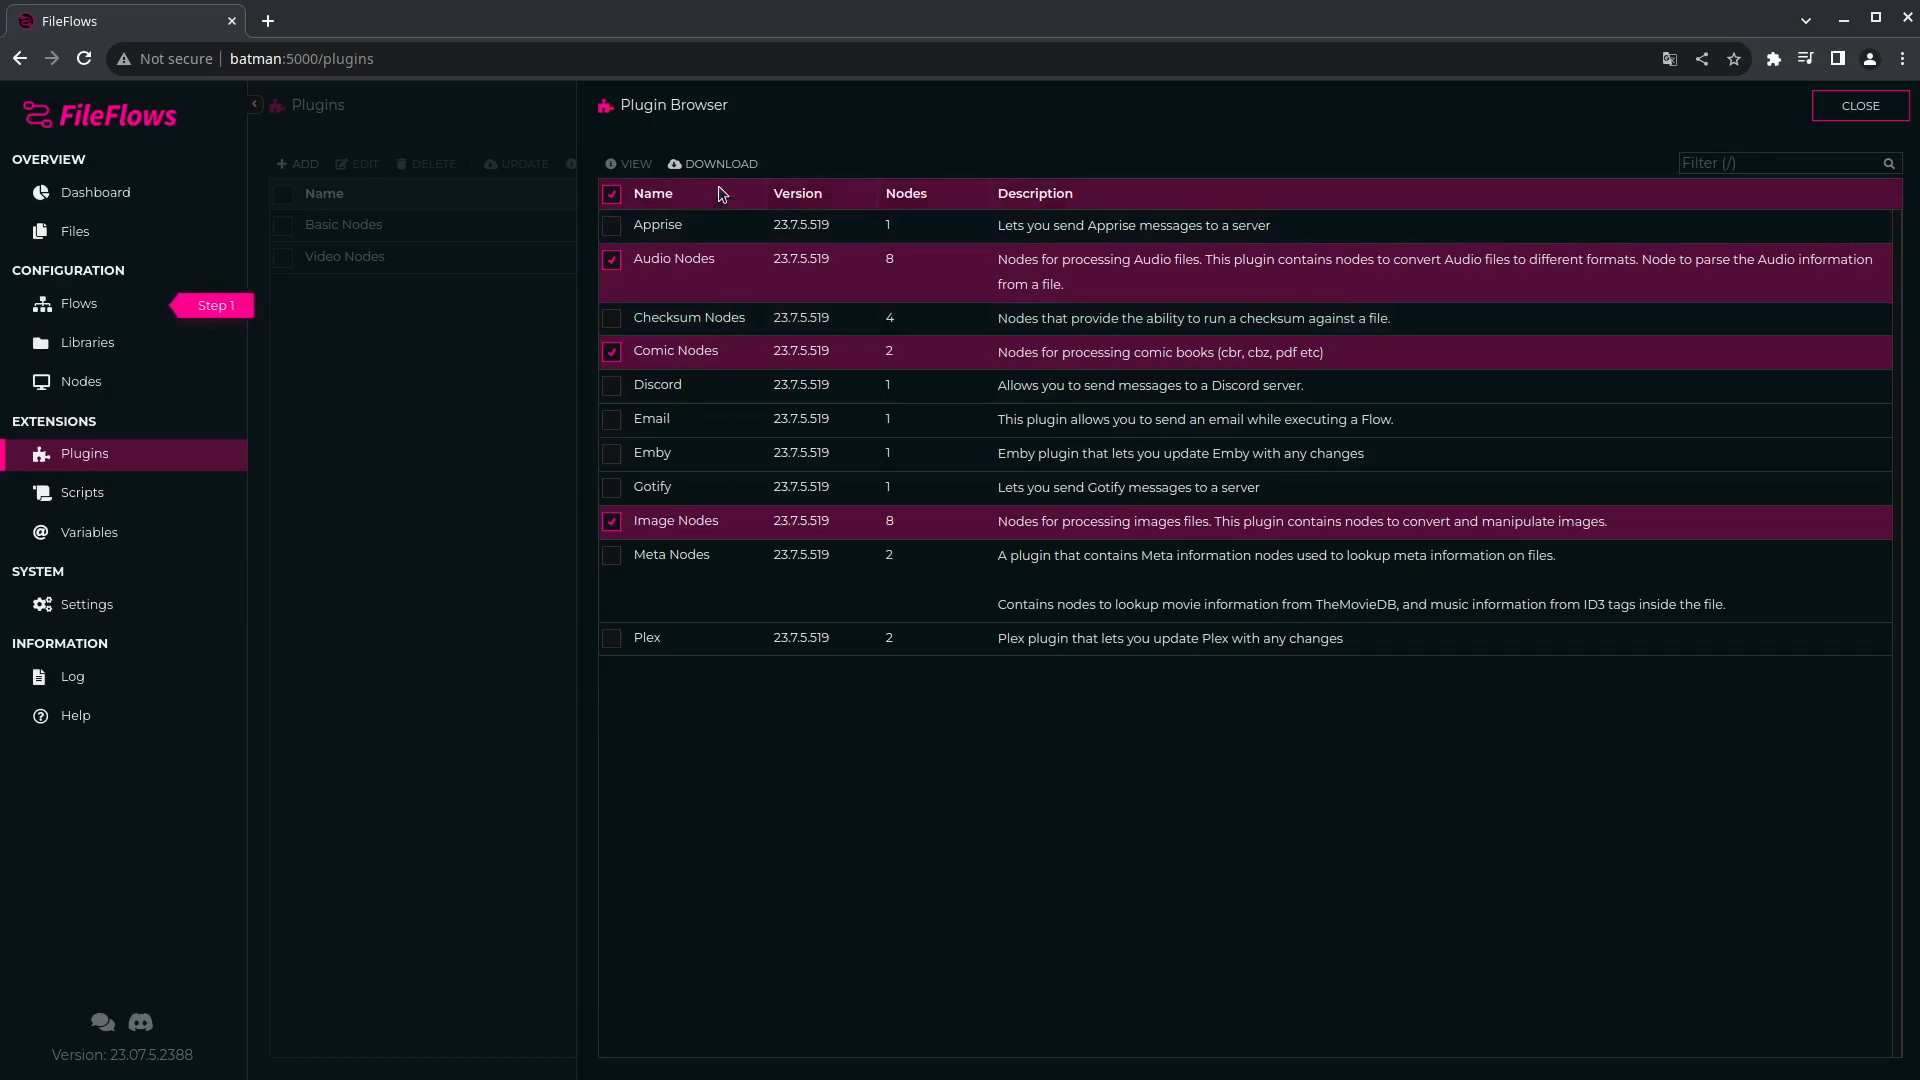 FileFlows
Not secure
batman:5000/plugins
FileFlows
OVERVIEW
Dashboard
Files
CONFIGURATION
Flows
Step 1
Libraries
Nodes
EXTENSIONS
Plugins
Scripts
Variables
SYSTEM
Settings
INFORMATION
Log
Help
Version: 23.07.5.2388
Plugins
ADD EDIT DELETE UPDATE
Name
Basic Nodes
Video Nodes
Plugin Browser
CLOSE
VIEW DOWNLOAD
Filter (/)
Name Version Nodes Description
Apprise 23.7.5.519 1 Lets you send Apprise messages to a server
Audio Nodes 23.7.5.519 8 Nodes for processing Audio files. This plugin contains nodes to convert Audio files to different formats. Node to parse the Audio information
from a file.
Checksum Nodes 23.7.5.519 4 Nodes that provide the ability to run a checksum against a file.
Comic Nodes 23.7.5.519 2 Nodes for processing comic books (cbr, cbz, pdf etc)
Discord 23.7.5.519 1 Allows you to send messages to a Discord server.
Email 23.7.5.519 1 This plugin allows you to send an email while executing a Flow.
Emby 23.7.5.519 1 Emby plugin that lets you update Emby with any changes
Gotify 23.7.5.519 1 Lets you send Gotify messages to a server
Image Nodes 23.7.5.519 8 Nodes for processing images files. This plugin contains nodes to convert and manipulate images.
Meta Nodes 23.7.5.519 2 A plugin that contains Meta information nodes used to lookup meta information on files.
Contains nodes to lookup movie information from TheMovieDB, and music information from ID3 tags inside the file.
Plex 23.7.5.519 2 Plex plugin that lets you update Plex with any changes